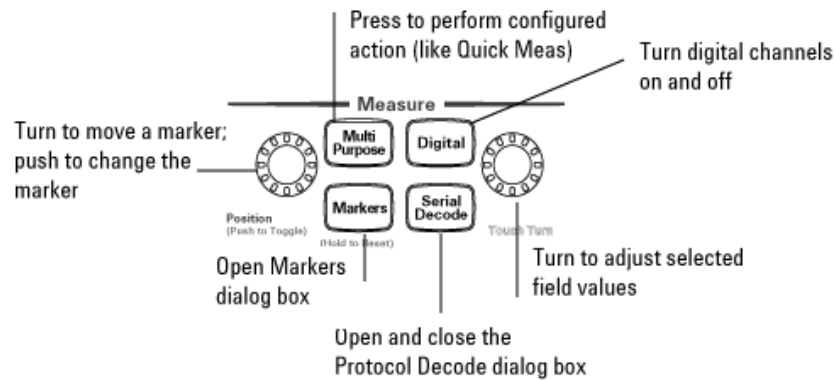 Press to perform configured
action (like Quick Meas)
Turn digital channels
on and off
Measure
Turn to move a marker;
push to change the
marker
Multi
Purpose
Digital
Markers
Serial
Decode
Position
(Push to Toggle)
(Hold to Reset)
Touch Turn
Open Markers
dialog box
Turn to adjust selected
field values
Open and close the
Protocol Decode dialog box